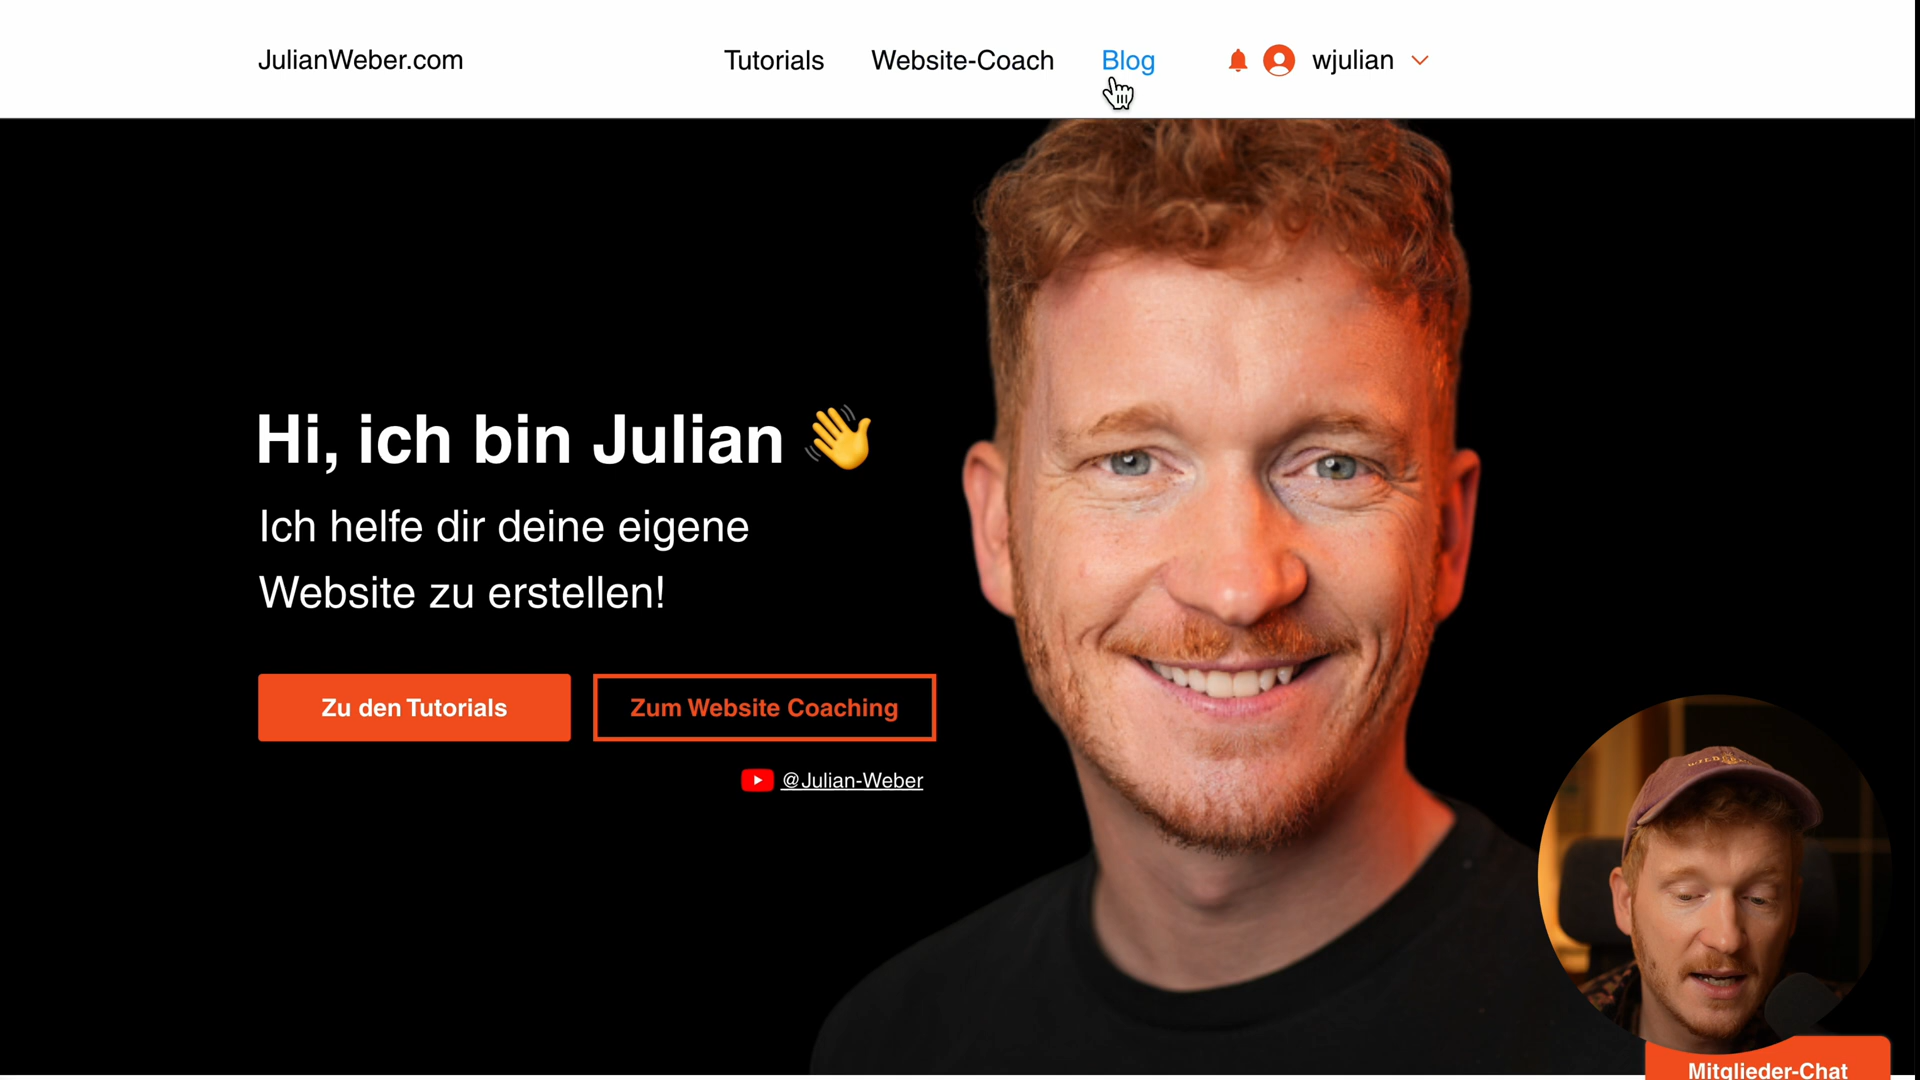 JulianWeber.com
Tutorials
Website-Coach
Blog
wjulian
Hi, ich bin Julian 👋
Ich helfe dir deine eigene
Website zu erstellen!
Zu den Tutorials
Zum Website Coaching
@Julian-Weber
Mitglieder-Chat